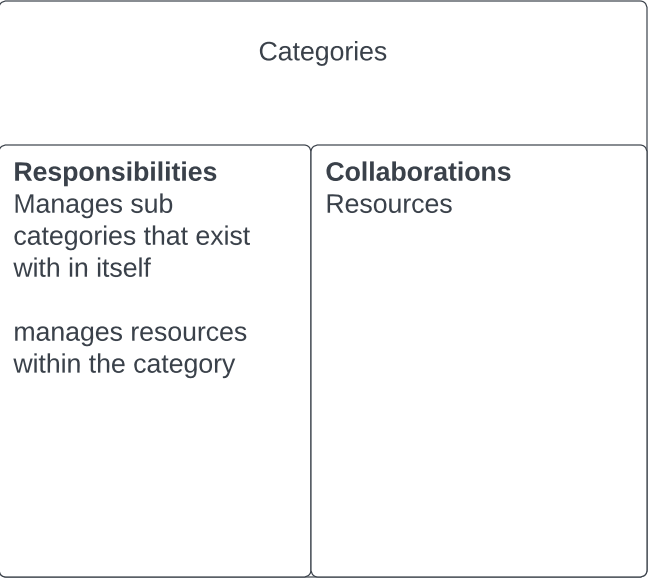 Categories
Responsibilities
Manages sub
categories that exist
with in itself
manages resources
within the category
Collaborations
Resources